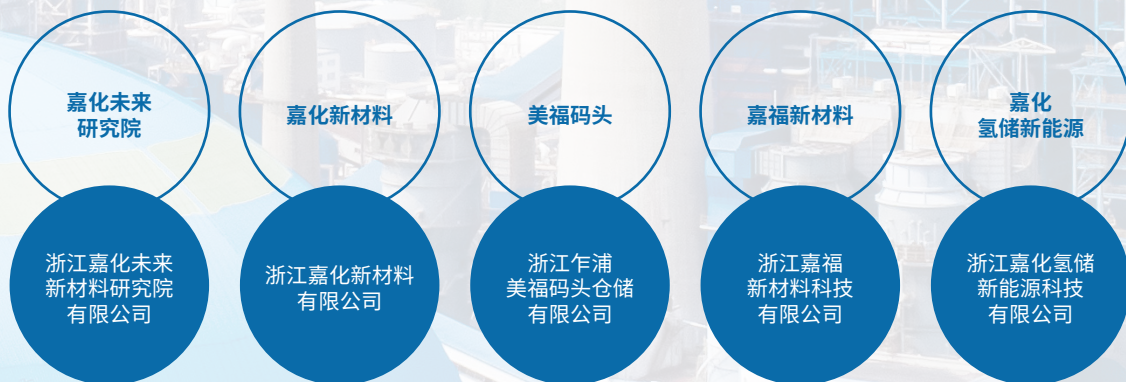 嘉化未来
研究院
嘉化新材料
美福码头
嘉福新材料
嘉化
氢储新能源
浙江嘉化未来
新材料研究院
有限公司
浙江嘉化新材料
有限公司
浙江乍浦
美福码头仓储
有限公司
浙江嘉福
新材料科技
有限公司
浙江嘉化氢储
新能源科技
有限公司